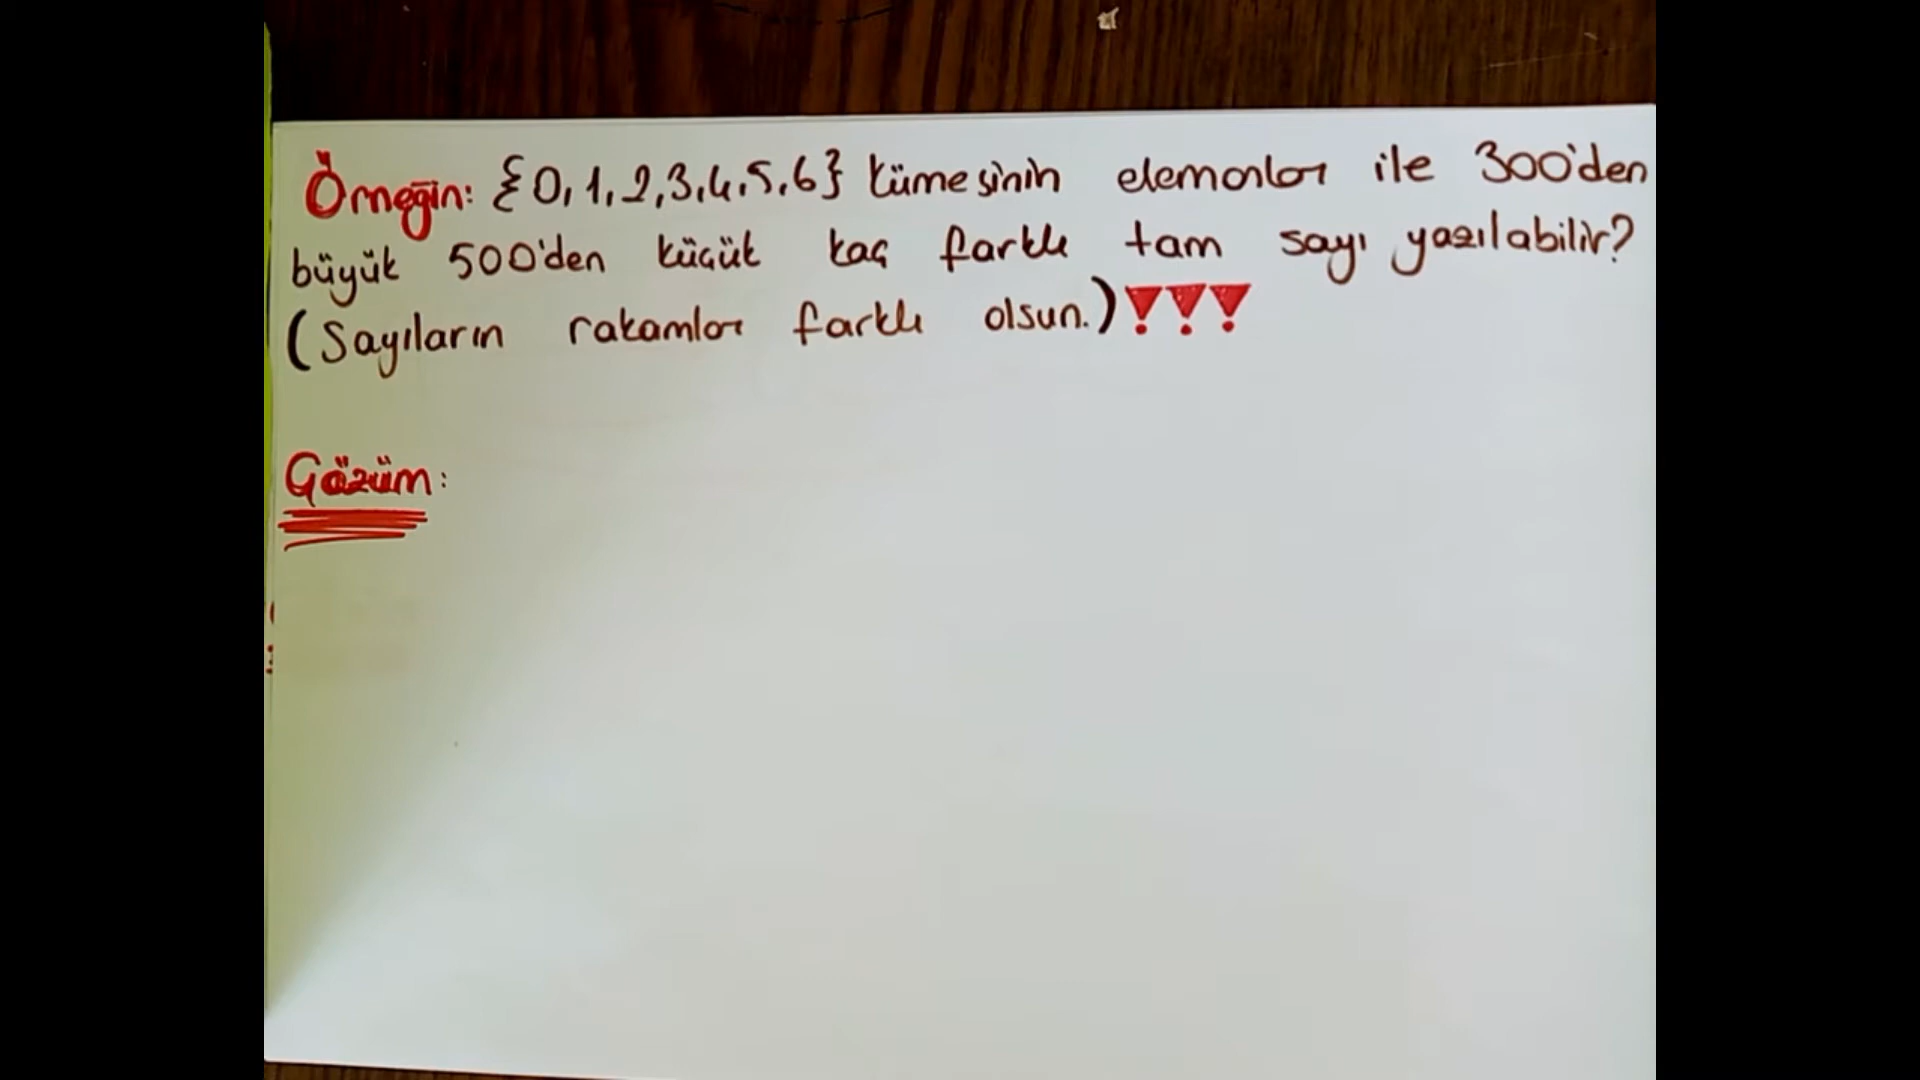 Örneğin: {0,1,2,3,4,5,6} kümesinin elemanları ile 300'den
büyük 500'den küçük kaç farklı tam sayı yazılabilir?
(Sayıların rakamları farklı olsun.)!!!
Çözüm: